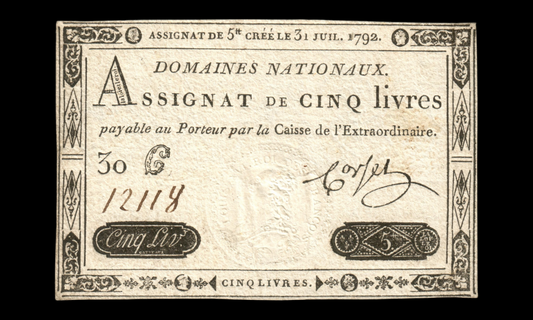 ASSIGNAT DE 5ᵗᵗ CRÉÉ LE 31 JUIL. 1792.
DOMAINES NATIONAUX.
ASSIGNAT DE CINQ livres
payable au Porteur par la Caisse de l'Extraordinaire.
30 C
12118
Corsel
Cinq Liv.
5
CINQ LIVRES.